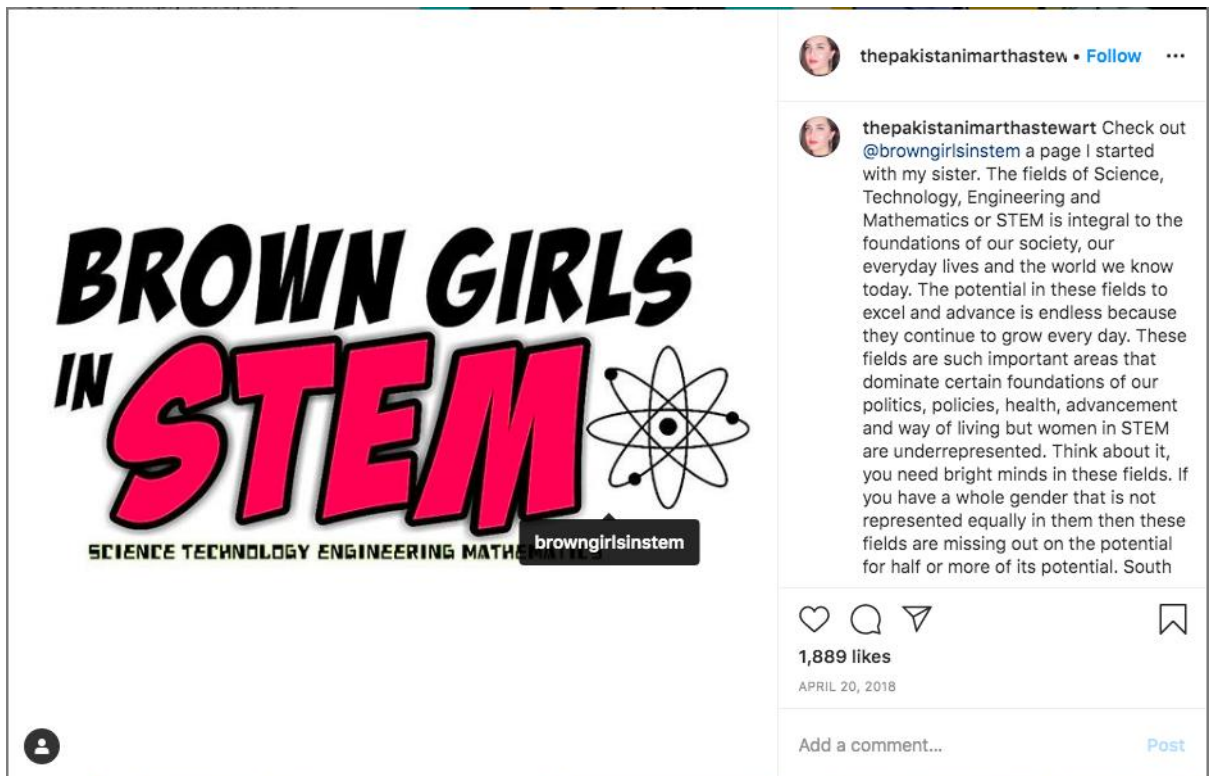 BROWN GIRLS
IN STEM
SCIENCE TECHNOLOGY ENGINEERING
browngirlsinstem
thepakistanimarthastew • Follow
thepakistanimarthastewart Check out
@browngirlsinstem a page I started
with my sister. The fields of Science,
Technology, Engineering and
Mathematics or STEM is integral to the
foundations of our society, our
everyday lives and the world we know
today. The potential in these fields to
excel and advance is endless because
they continue to grow every day. These
fields are such important areas that
dominate certain foundations of our
politics, policies, health, advancement
and way of living but women in STEM
are underrepresented. Think about it,
you need bright minds in these fields. If
you have a whole gender that is not
represented equally in them then these
fields are missing out on the potential
for half or more of its potential. South
1,889 likes
APRIL 20, 2018
Add a comment...
Post